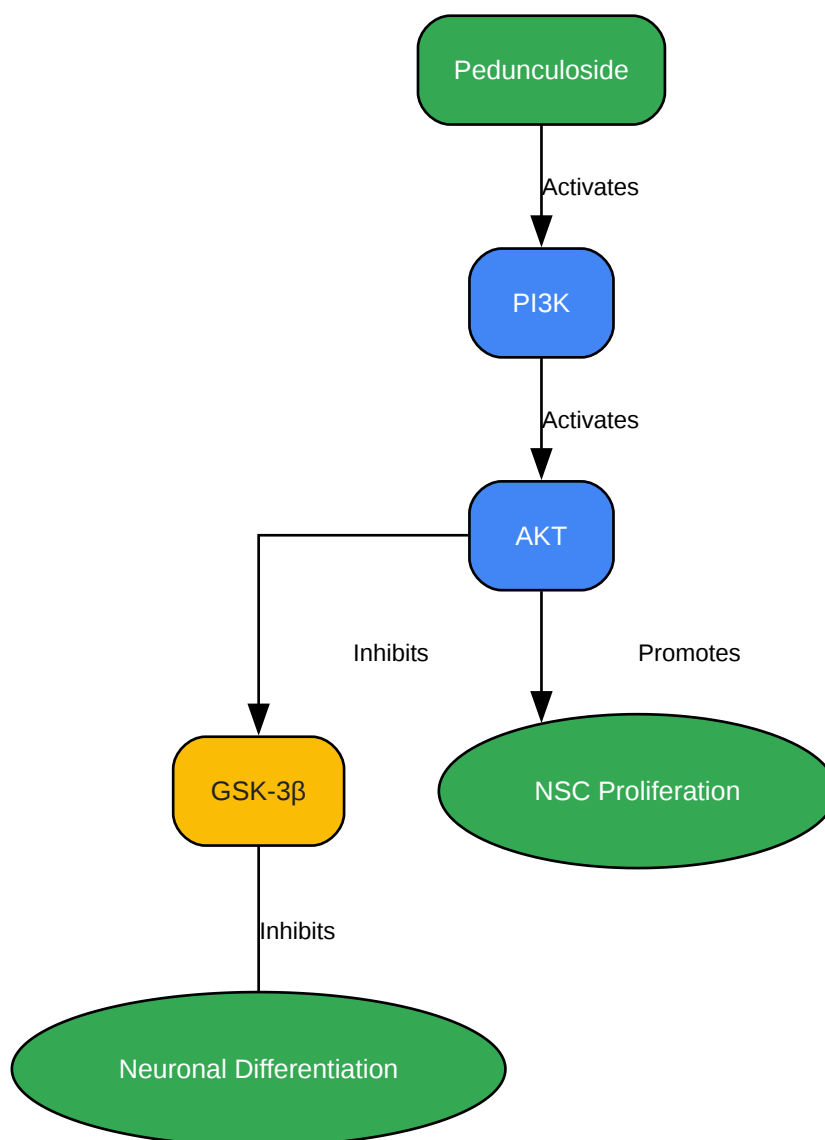 Pedunculoside
Activates
PI3K
Activates
AKT
Inhibits
Promotes
GSK-3β
NSC Proliferation
Inhibits
Neuronal Differentiation